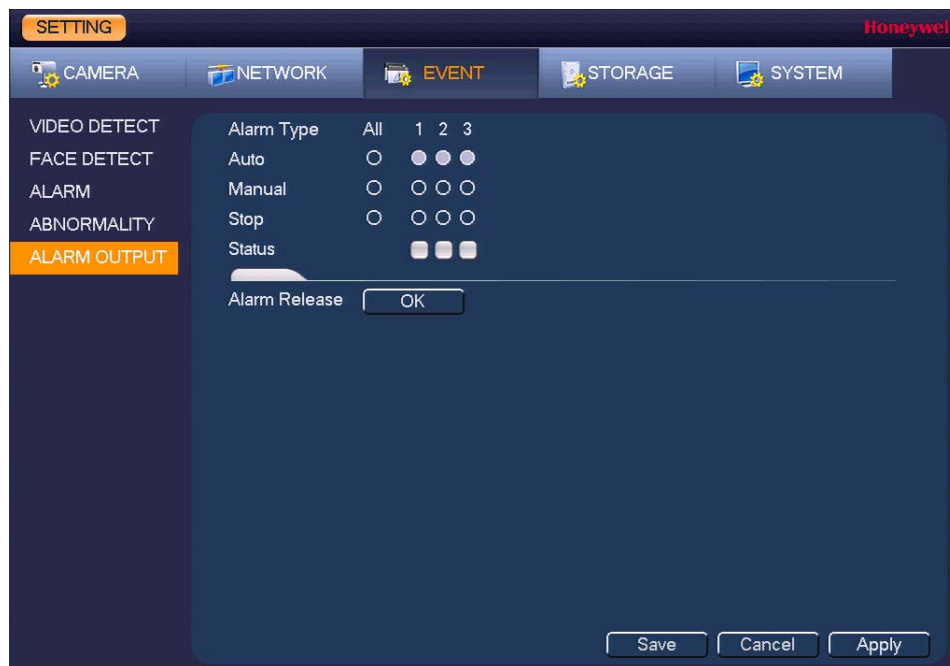 SETTING
Honeywell
CAMERA NETWORK EVENT STORAGE SYSTEM
VIDEO DETECT
FACE DETECT
ALARM
ABNORMALITY
ALARM OUTPUT
Alarm Type All 1 2 3
Auto
Manual
Stop
Status
Alarm Release OK
Save Cancel Apply